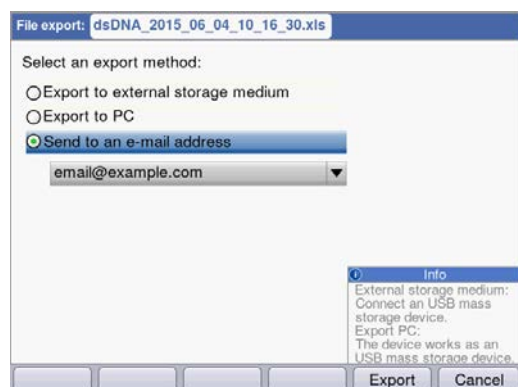 File export: dsDNA_2015_06_04_10_16_30.xls
Select an export method:
Export to external storage medium
Export to PC
Send to an e-mail address
email@example.com
Info
External storage medium:
Connect an USB mass
storage device.
Export PC:
The device works as an
USB mass storage device.
Export Cancel